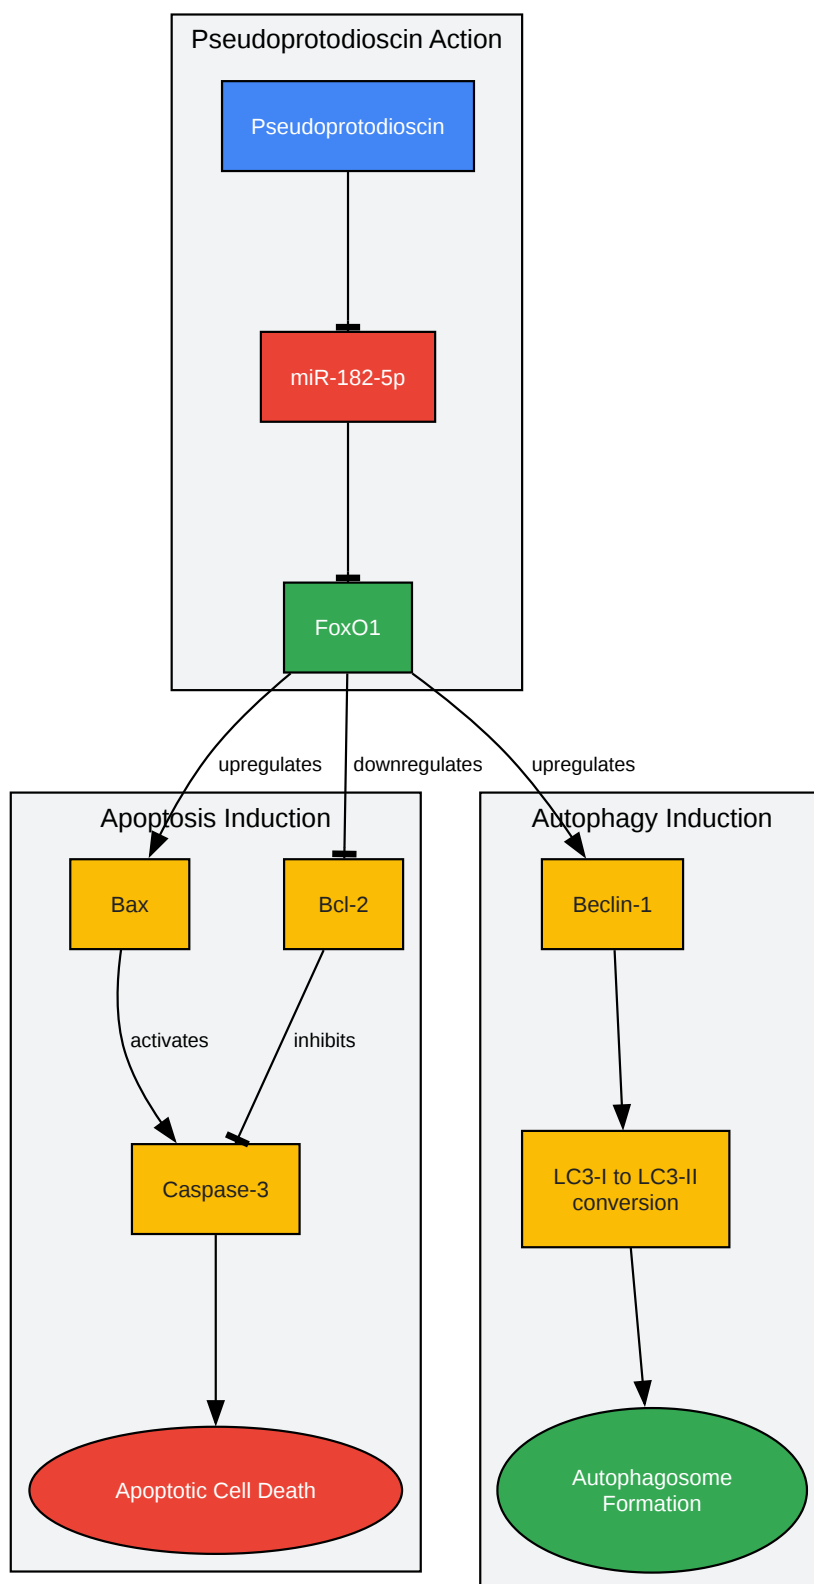 Pseudoprotodioscin Action
Pseudoprotodioscin
miR-182-5p
FoxO1
upregulates
downregulates
upregulates
Apoptosis Induction
Autophagy Induction
Bax
Bcl-2
Beclin-1
activates
inhibits
Caspase-3
LC3-I to LC3-II
conversion
Apoptotic Cell Death
Autophagosome
Formation